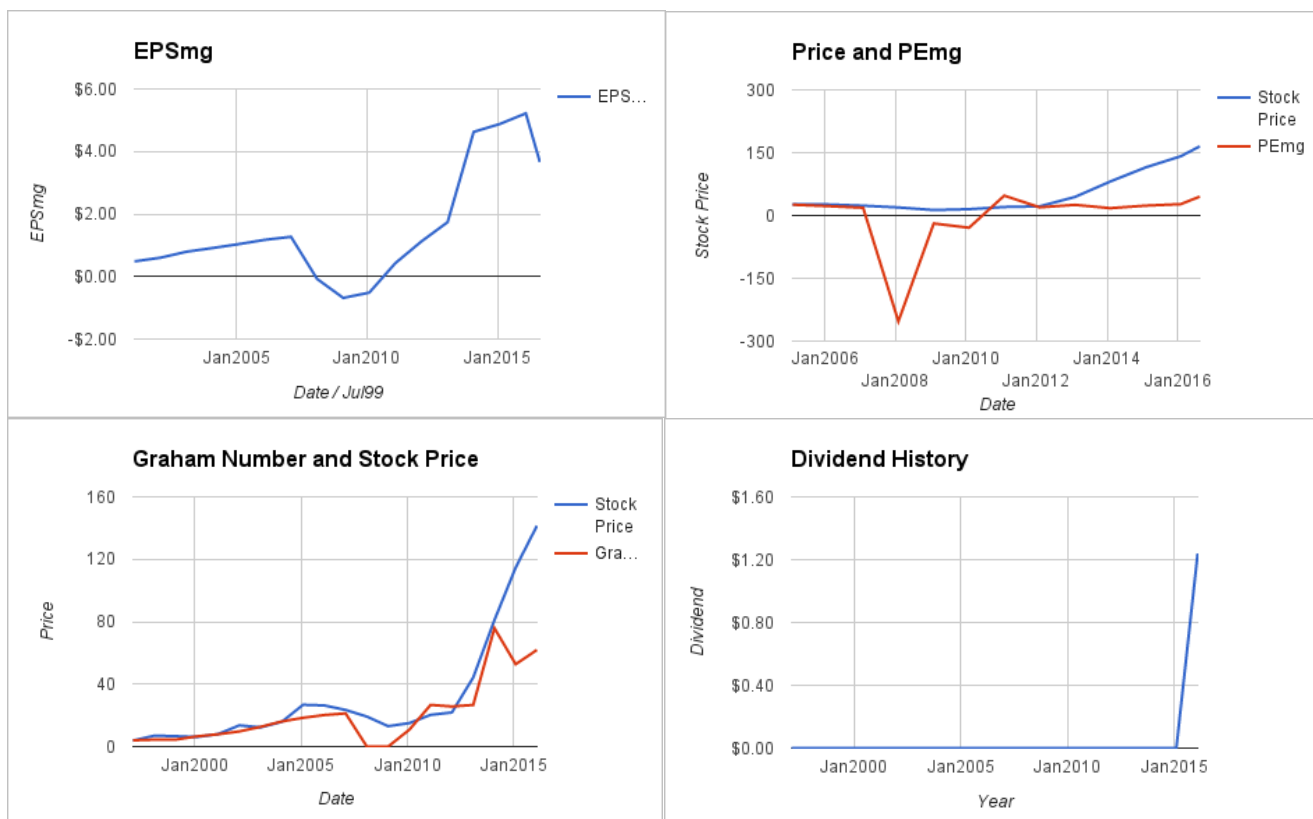 EPSmg
$6.00
$4.00
$2.00
$0.00
-$2.00
EPSmg
Jan2005
Jan2010
Jan2015
Date / Jul99
EPS...
Price and PEmg
300
150
0
-150
-300
Stock Price
Jan2006
Jan2008
Jan2010
Jan2012
Jan2014
Jan2016
Date
Stock
Price
PEmg
Graham Number and Stock Price
160
120
80
40
0
Price
Jan2000
Jan2005
Jan2010
Jan2015
Date
Stock
Price
Gra...
Dividend History
$1.60
$1.20
$0.80
$0.40
$0.00
Dividend
Jan2000
Jan2005
Jan2010
Jan2015
Year